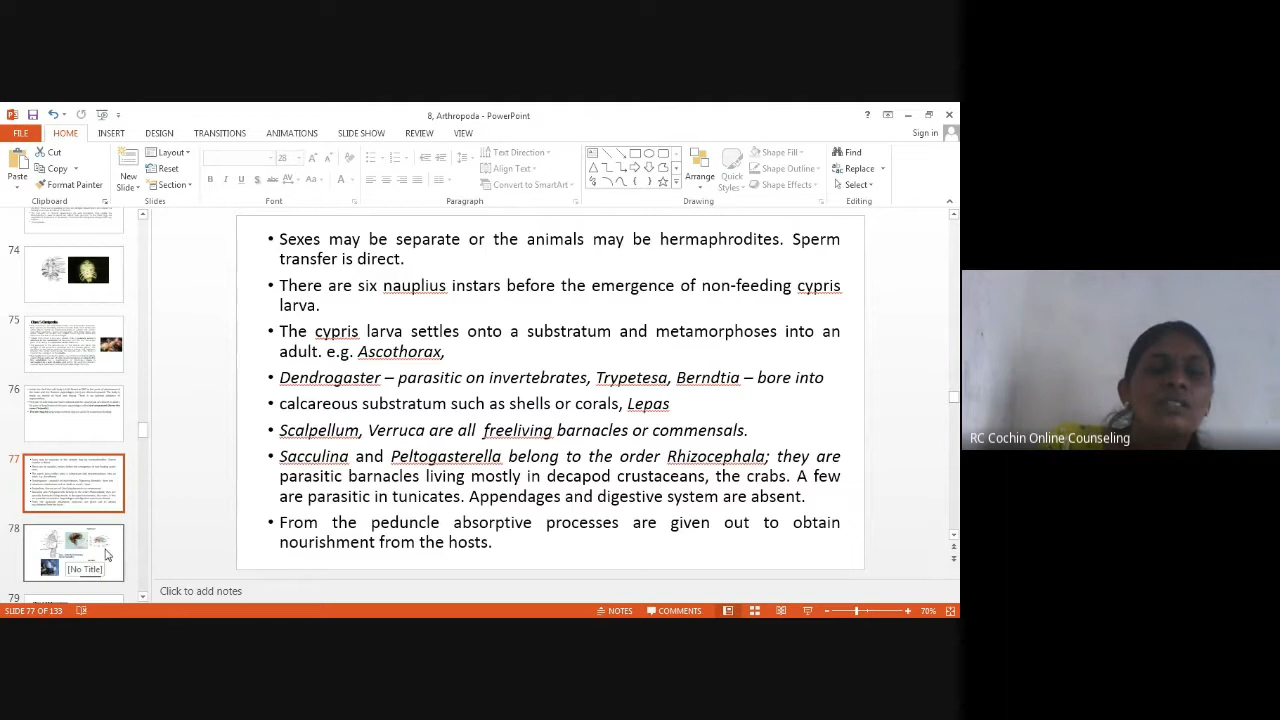 8, Arthropoda - PowerPoint
Sign in
FILE HOME INSERT DESIGN TRANSITIONS ANIMATIONS SLIDE SHOW REVIEW VIEW
Paste
Cut
Copy
Format Painter
Clipboard
New Slide
Layout
Reset
Section
Slides
28
Font
Paragraph
Text Direction
Align Text
Convert to SmartArt
Arrange
Quick Styles
Shape Fill
Shape Outline
Shape Effects
Drawing
Find
Replace
Select
Editing
74
75
76
77
78
[No Title]
79
• Sexes may be separate or the animals may be hermaphrodites. Sperm
transfer is direct.
• There are six nauplius instars before the emergence of non-feeding cypris
larva.
• The cypris larva settles onto a substratum and metamorphoses into an
adult. e.g. Ascathorax,
• Dendrogaster – parasitic on invertebrates, Trypetesa, Berndtia – bore into
• calcareous substratum such as shells or corals, Lepas
• Scalpellum, Verruca are all freeliving barnacles or commensals.
• Sacculina and Peltogasterella belong to the order Rhizocephala; they are
parasitic barnacles living mostly in decapod crustaceans, the crabs. A few
are parasitic in tunicates. Appendages and digestive system are absent.
• From the peduncle absorptive processes are given out to obtain
nourishment from the hosts.
Click to add notes
SLIDE 77 OF 133
NOTES
COMMENTS
70%
RC Cochin Online Counseling